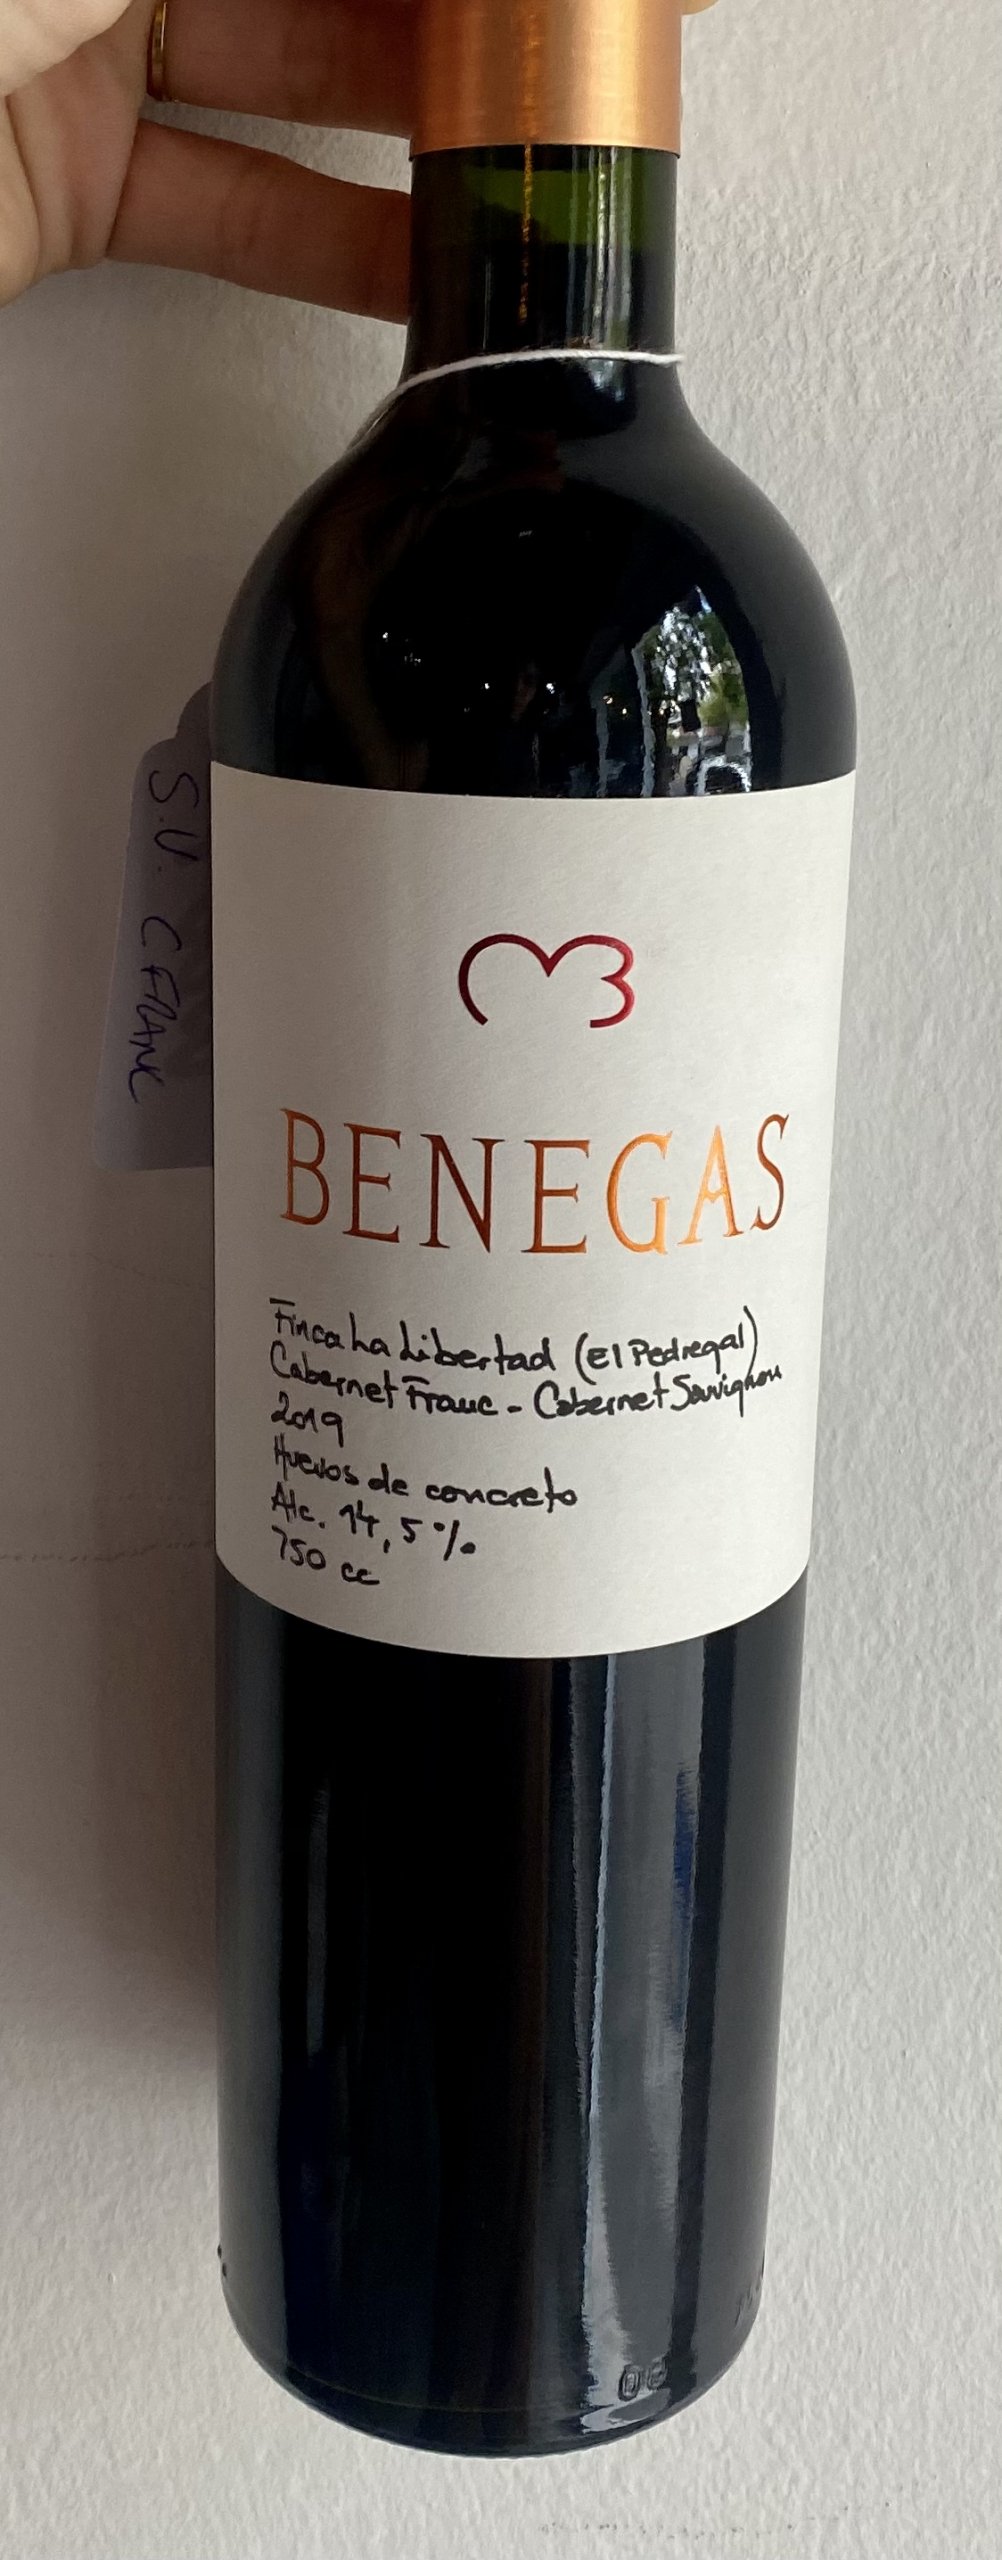 S.V. C FRANC
BENEGAS
Finca La Libertad (El Pedregal)
Cabernet Franc - Cabernet Sauvignon
2019
Huevos de concreto
Alc. 14,5%
750 cc